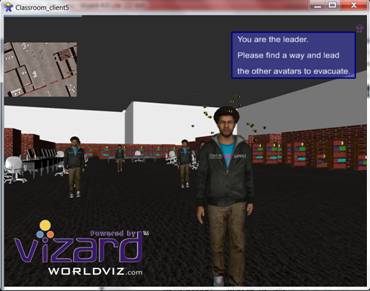 Classroom_client5
You are the leader.
Please find a way and lead
the other avatars to evacuate.
Powered by
vizard
WORLDVIZ.com